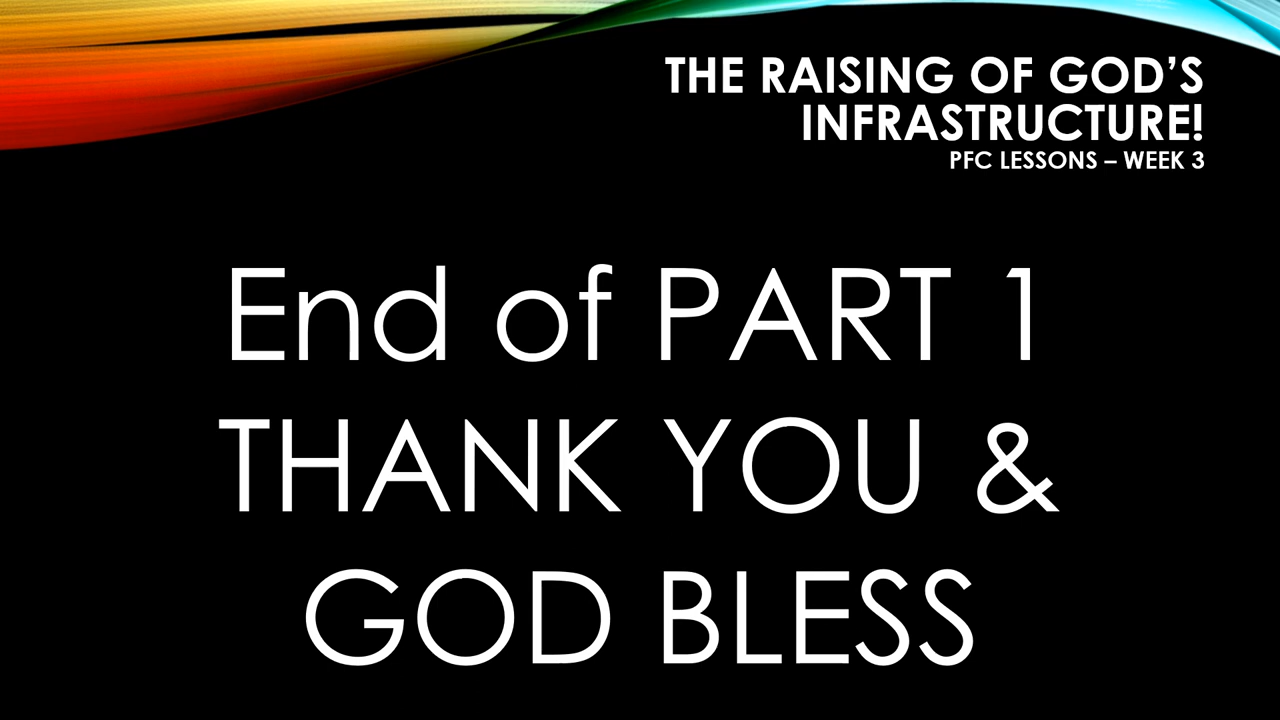 THE RAISING OF GOD’S
INFRASTRUCTURE!
PFC LESSONS – WEEK 3
End of PART 1
THANK YOU &
GOD BLESS